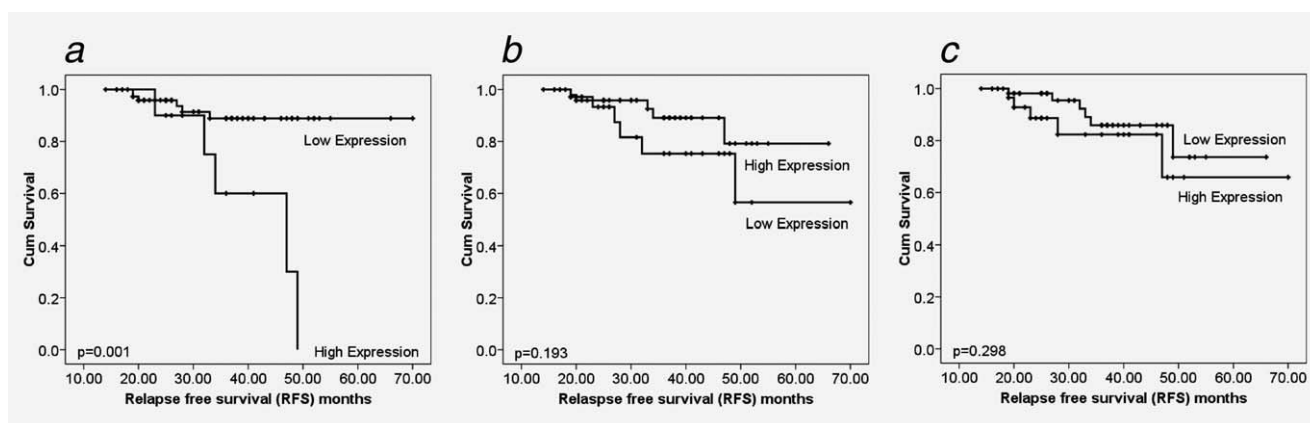 a
Cum Survival
1.0
0.8
0.6
0.4
0.2
0.0
Low Expression
High Expression
p=0.001
10.00 20.00 30.00 40.00 50.00 60.00 70.00
Relapse free survival (RFS) months
b
Cum Survival
1.0
0.8
0.6
0.4
0.2
0.0
High Expression
Low Expression
p=0.193
10.00 20.00 30.00 40.00 50.00 60.00 70.00
Relaspse free survival (RFS) months
c
Cum Survival
1.0
0.8
0.6
0.4
0.2
0.0
Low Expression
High Expression
p=0.298
10.00 20.00 30.00 40.00 50.00 60.00 70.00
Relapse free survival (RFS) months